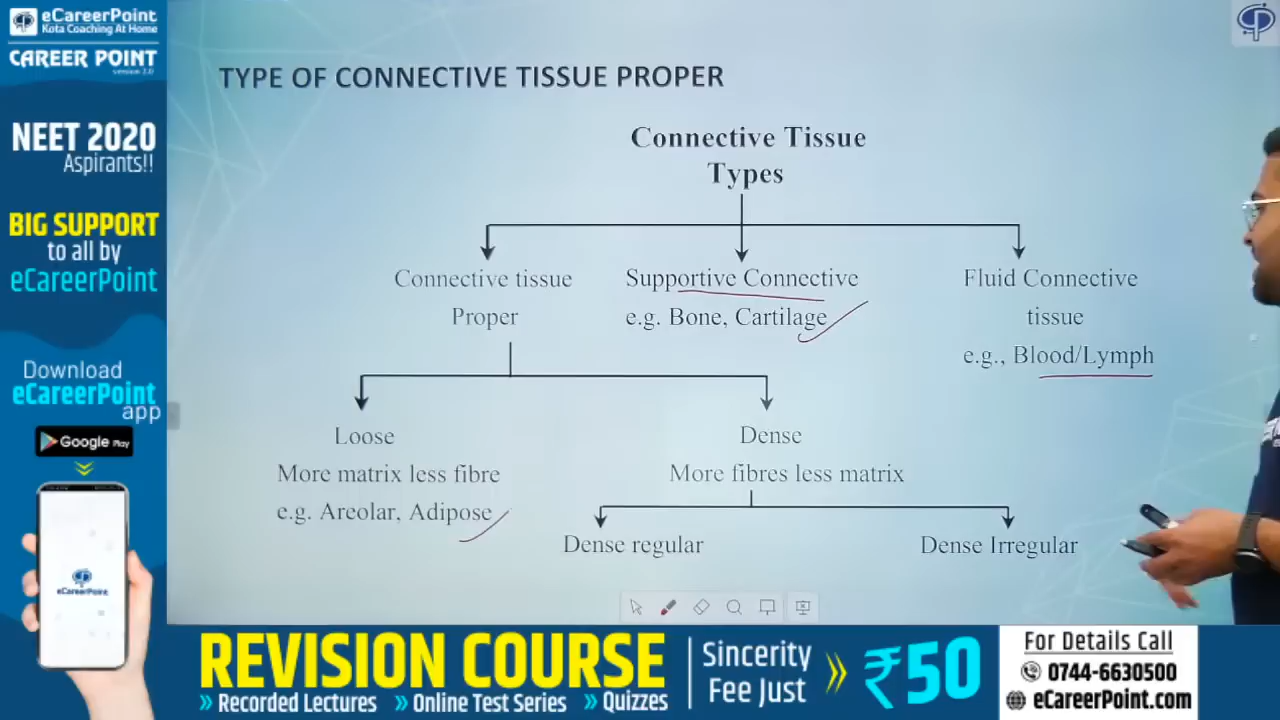 eCareerPoint
Kota Coaching At Home
CAREER POINT
version 2.0
NEET 2020
Aspirants!!
BIG SUPPORT
to all by
eCareerPoint
Download
eCareerPoint
app
Google Play
eCareerPoint
TYPE OF CONNECTIVE TISSUE PROPER
Connective Tissue
Types
Connective tissue
Proper
Supportive Connective
e.g. Bone, Cartilage
Fluid Connective
tissue
e.g., Blood/Lymph
Loose
More matrix less fibre
e.g. Areolar, Adipose
Dense
More fibres less matrix
Dense regular
Dense Irregular
REVISION COURSE
» Recorded Lectures » Online Test Series » Quizzes
Sincerity
Fee Just
» ₹50
For Details Call
0744-6630500
eCareerPoint.com